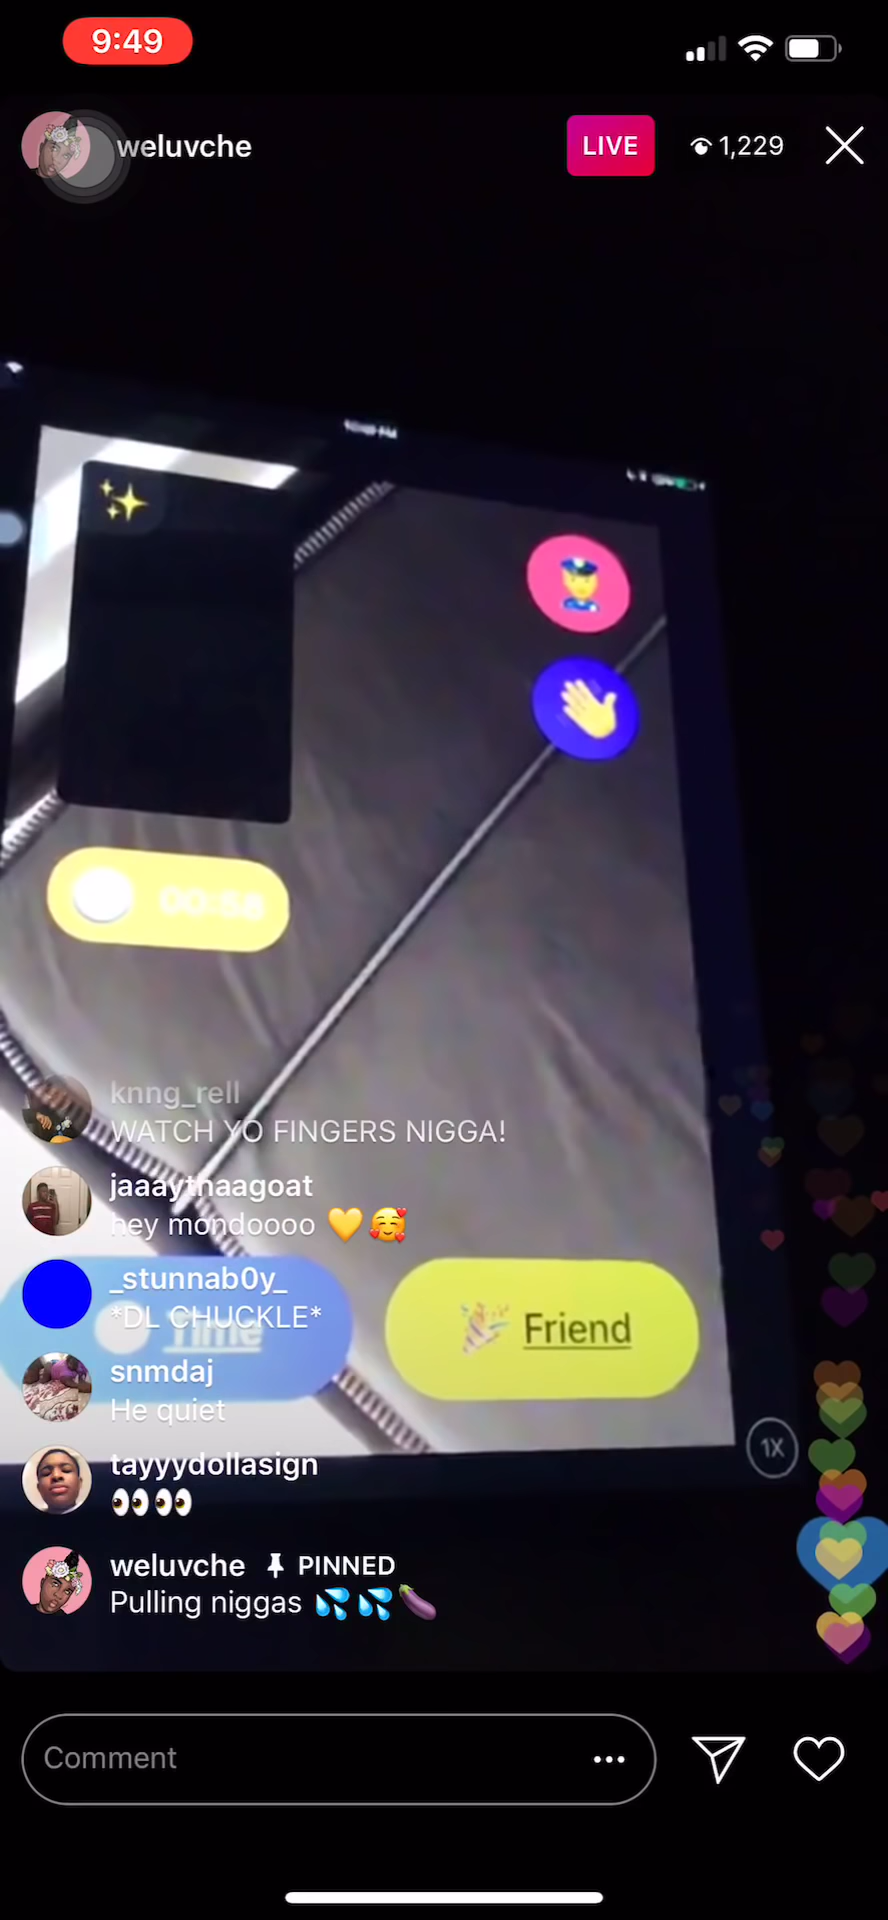 9:49
weluvche
LIVE
1,229
00:58
knng_rell
WATCH YO FINGERS NIGGA!
jaaaythaagoat
hey mondoooo 💛🥰
_stunnab0y_
*DL CHUCKLE*
Time
🎉 Friend
snmdaj
He quiet
1X
tayyydollasign
👀👀
weluvche PINNED
Pulling niggas 💦💦🍆
Comment